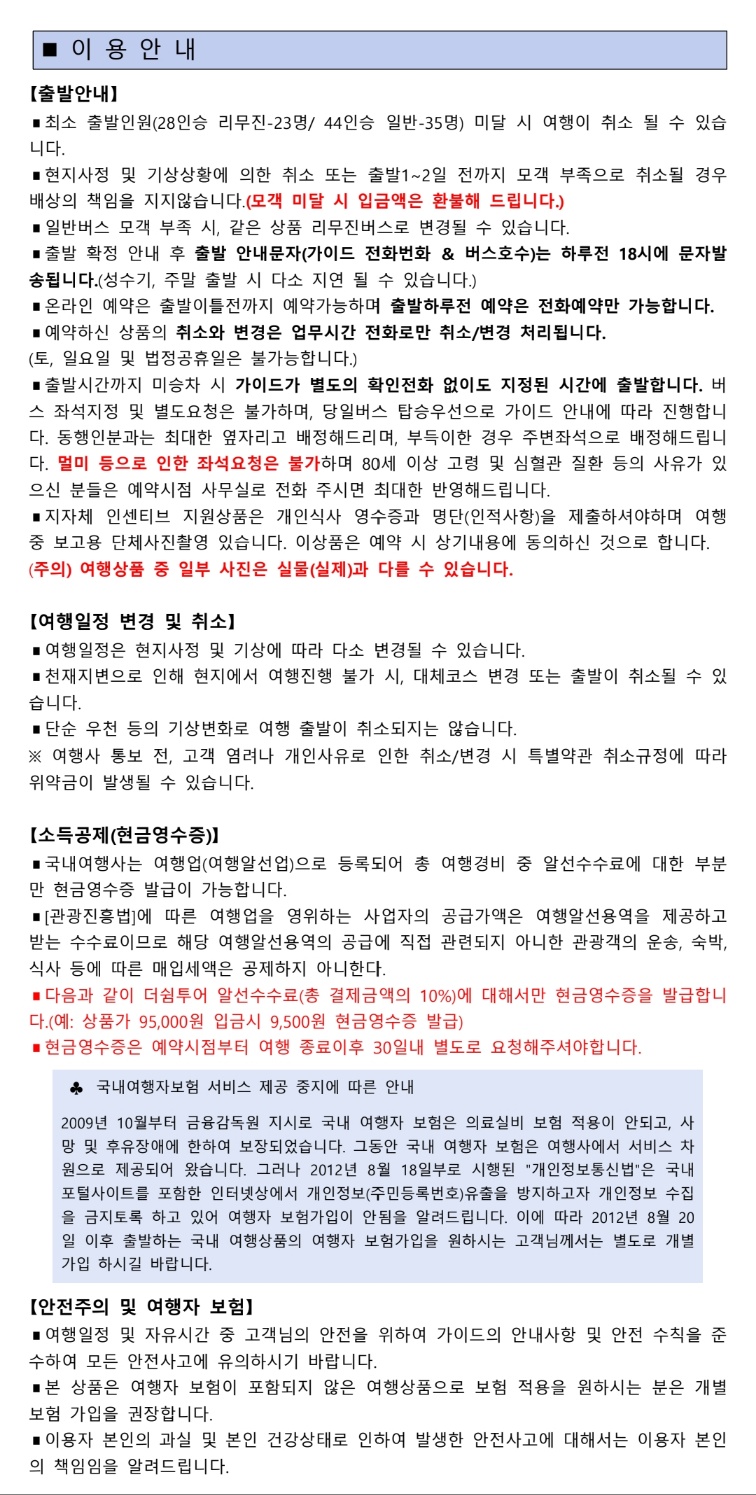 ■ 이 용 안 내
【출발안내】
■최소 출발인원(28인승 리무진-23명/ 44인승 일반-35명) 미달 시 여행이 취소 될 수 있습
니다.
■현지사정 및 기상상황에 의한 취소 또는 출발1~2일 전까지 모객 부족으로 취소될 경우
배상의 책임을 지지않습니다.(모객 미달 시 입금액은 환불해 드립니다.)
■일반버스 모객 부족 시, 같은 상품 리무진버스로 변경될 수 있습니다.
■출발 확정 안내 후 출발 안내문자(가이드 전화번화 & 버스호수)는 하루전 18시에 문자발
송됩니다.(성수기, 주말 출발 시 다소 지연 될 수 있습니다.)
■온라인 예약은 출발이틀전까지 예약가능하며 출발하루전 예약은 전화예약만 가능합니다.
■예약하신 상품의 취소와 변경은 업무시간 전화로만 취소/변경 처리됩니다.
(토, 일요일 및 법정공휴일은 불가능합니다.)
■출발시간까지 미승차 시 가이드가 별도의 확인전화 없이도 지정된 시간에 출발합니다. 버
스 좌석지정 및 별도요청은 불가하며, 당일버스 탑승우선으로 가이드 안내에 따라 진행합니
다. 동행인분과는 최대한 옆자리고 배정해드리며, 부득이한 경우 주변좌석으로 배정해드립니
다. 멀미 등으로 인한 좌석요청은 불가하며 80세 이상 고령 및 심혈관 질환 등의 사유가 있
으신 분들은 예약시점 사무실로 전화 주시면 최대한 반영해드립니다.
■지자체 인센티브 지원상품은 개인식사 영수증과 명단(인적사항)을 제출하셔야하며 여행
중 보고용 단체사진촬영 있습니다. 이상품은 예약 시 상기내용에 동의하신 것으로 합니다.
(주의) 여행상품 중 일부 사진은 실물(실제)과 다를 수 있습니다.
【여행일정 변경 및 취소】
■여행일정은 현지사정 및 기상에 따라 다소 변경될 수 있습니다.
■천재지변으로 인해 현지에서 여행진행 불가 시, 대체코스 변경 또는 출발이 취소될 수 있
습니다.
■단순 우천 등의 기상변화로 여행 출발이 취소되지는 않습니다.
※ 여행사 통보 전, 고객 염려나 개인사유로 인한 취소/변경 시 특별약관 취소규정에 따라
위약금이 발생될 수 있습니다.
【소득공제(현금영수증)】
■국내여행사는 여행업(여행알선업)으로 등록되어 총 여행경비 중 알선수수료에 대한 부분
만 현금영수증 발급이 가능합니다.
■[관광진흥법]에 따른 여행업을 영위하는 사업자의 공급가액은 여행알선용역을 제공하고
받는 수수료이므로 해당 여행알선용역의 공급에 직접 관련되지 아니한 관광객의 운송, 숙박,
식사 등에 따른 매입세액은 공제하지 아니한다.
■다음과 같이 더쉼투어 알선수수료(총 결제금액의 10%)에 대해서만 현금영수증을 발급합니
다.(예: 상품가 95,000원 입금시 9,500원 현금영수증 발급)
■현금영수증은 예약시점부터 여행 종료이후 30일내 별도로 요청해주셔야합니다.
♣ 국내여행자보험 서비스 제공 중지에 따른 안내
2009년 10월부터 금융감독원 지시로 국내 여행자 보험은 의료실비 보험 적용이 안되고, 사
망 및 후유장애에 한하여 보장되었습니다. 그동안 국내 여행자 보험은 여행사에서 서비스 차
원으로 제공되어 왔습니다. 그러나 2012년 8월 18일부로 시행된 "개인정보통신법"은 국내
포털사이트를 포함한 인터넷상에서 개인정보(주민등록번호)유출을 방지하고자 개인정보 수집
을 금지토록 하고 있어 여행자 보험가입이 안됨을 알려드립니다. 이에 따라 2012년 8월 20
일 이후 출발하는 국내 여행상품의 여행자 보험가입을 원하시는 고객님께서는 별도로 개별
가입 하시길 바랍니다.
【안전주의 및 여행자 보험】
■여행일정 및 자유시간 중 고객님의 안전을 위하여 가이드의 안내사항 및 안전 수칙을 준
수하여 모든 안전사고에 유의하시기 바랍니다.
■본 상품은 여행자 보험이 포함되지 않은 여행상품으로 보험 적용을 원하시는 분은 개별
보험 가입을 권장합니다.
■이용자 본인의 과실 및 본인 건강상태로 인하여 발생한 안전사고에 대해서는 이용자 본인
의 책임임을 알려드립니다.